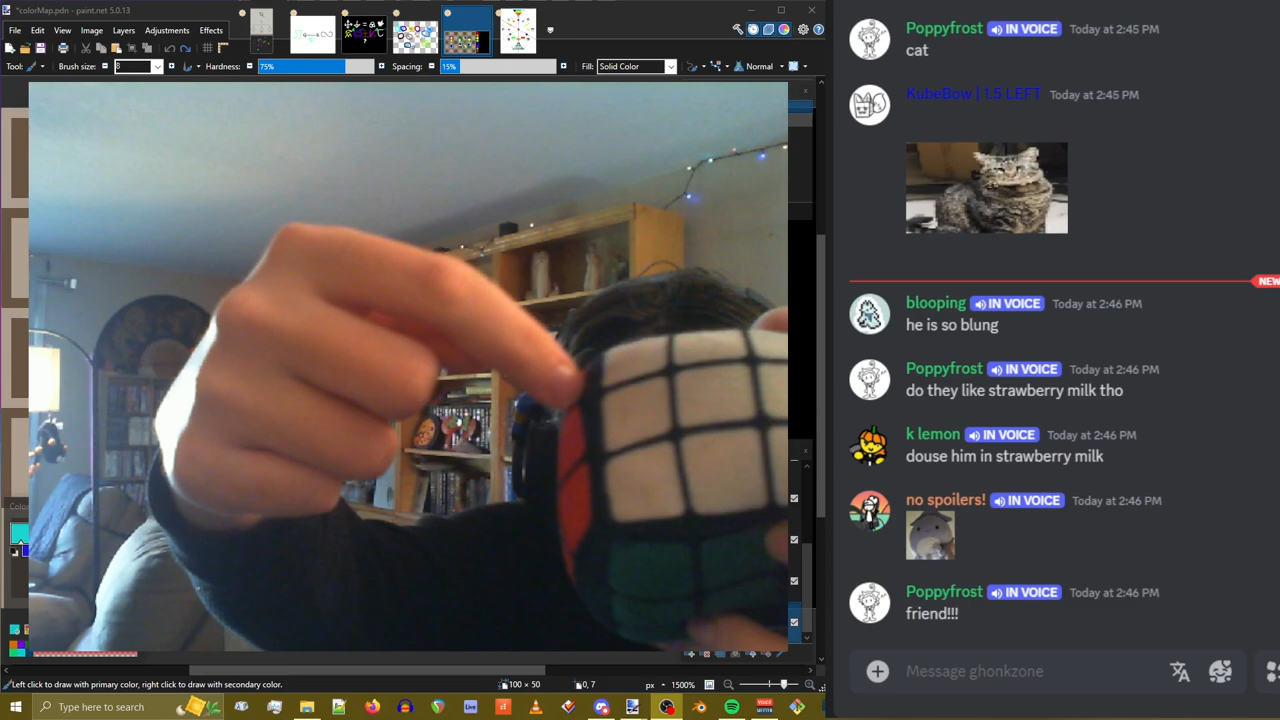 *colorMap.pdn - paint.net 5.0.13
File Edit View Image Layers Adjustments Effects
Tool: Brush size: 8 Hardness: 75% Spacing: 15% Fill: Solid Color Normal
Left click to draw with primary color, right click to draw with secondary color. 100 × 50 0, 7 px 1500%
Type here to search
Live
Poppyfrost IN VOICE Today at 2:45 PM
cat
KubeBow | 1.5 LEFT Today at 2:45 PM
NEW
blooping IN VOICE Today at 2:46 PM
he is so blung
Poppyfrost IN VOICE Today at 2:46 PM
do they like strawberry milk tho
k lemon IN VOICE Today at 2:46 PM
douse him in strawberry milk
no spoilers! IN VOICE Today at 2:46 PM
Poppyfrost IN VOICE Today at 2:46 PM
friend!!!
Message ghonkzone